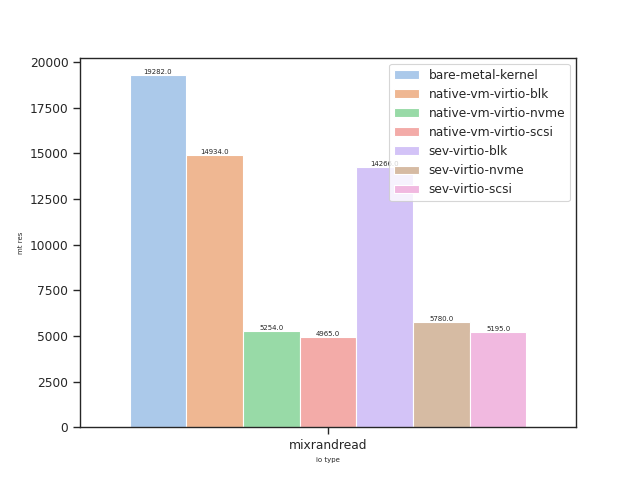 20000
17500
15000
12500
10000
7500
5000
2500
0
mt res
19282.0
14934.0
5254.0
4965.0
5780.0
5195.0
bare-metal-kernel
native-vm-virtio-blk
native-vm-virtio-nvme
native-vm-virtio-scsi
sev-virtio-blk
sev-virtio-nvme
sev-virtio-scsi
mixrandread
io type